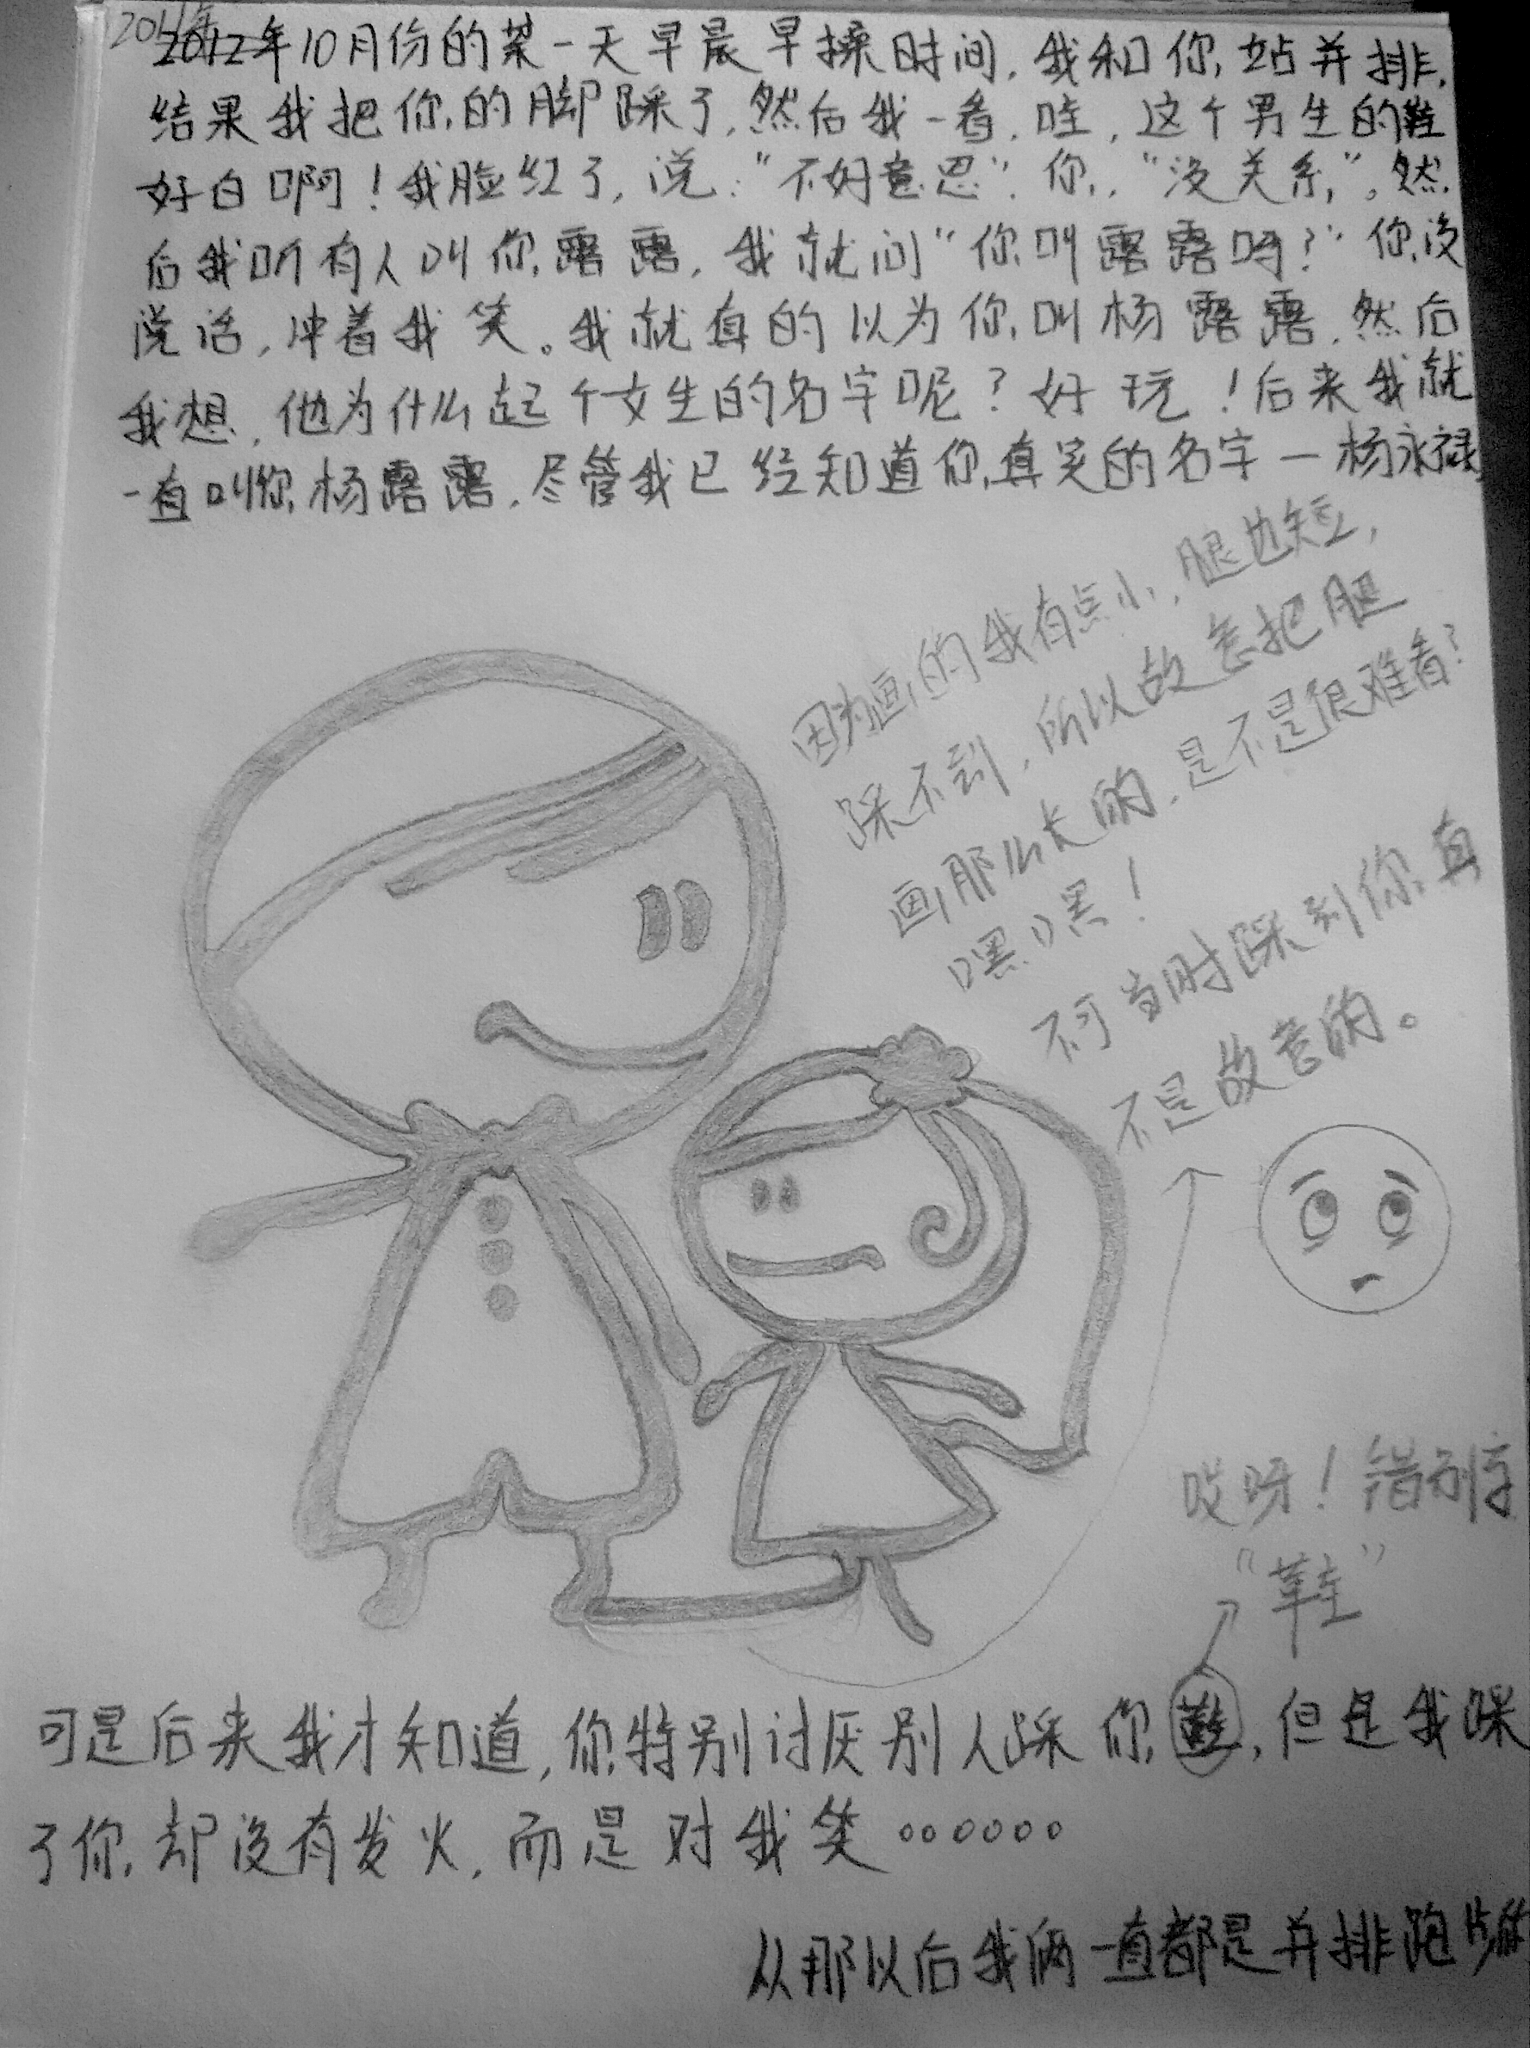 2011年
2012年10月份的某一天早晨早操时间,我和你站并排,
结果我把你的脚踩了,然后我一看,哇,这个男生的鞋
好白啊!我脸红了,说:“不好意思”.你,“没关系”,然
后我听有人叫你露露,我就问“你叫露露吗?”你没
说话,冲着我笑。我就真的以为你叫杨露露,然后
我想,他为什么起个女生的名字呢?好玩!后来我就
一直叫你杨露露,尽管我已经知道你真实的名字—杨永禄
因为画的我有点小,腿也短,
踩不到,所以故意把腿
画那么长的,是不是很难看?
嘿嘿!
不可当时踩到你真
不是故意的。
哎呀!错别字
“鞋”
可是后来我才知道,你特别讨厌别人踩你鞋,但是我踩
了你却没有发火,而是对我笑。。。。。。
从那以后我俩一直都是并排跑步的